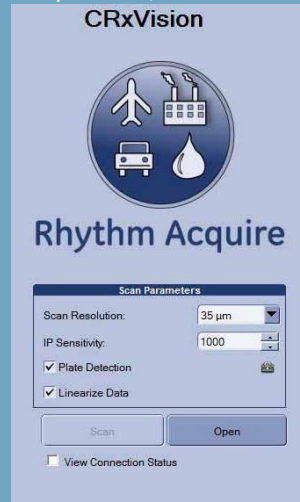 CRxVision
Rhythm Acquire
Scan Parameters
Scan Resolution: 35 µm
IP Sensitivity: 1000
Plate Detection
Linearize Data
Scan Open
View Connection Status